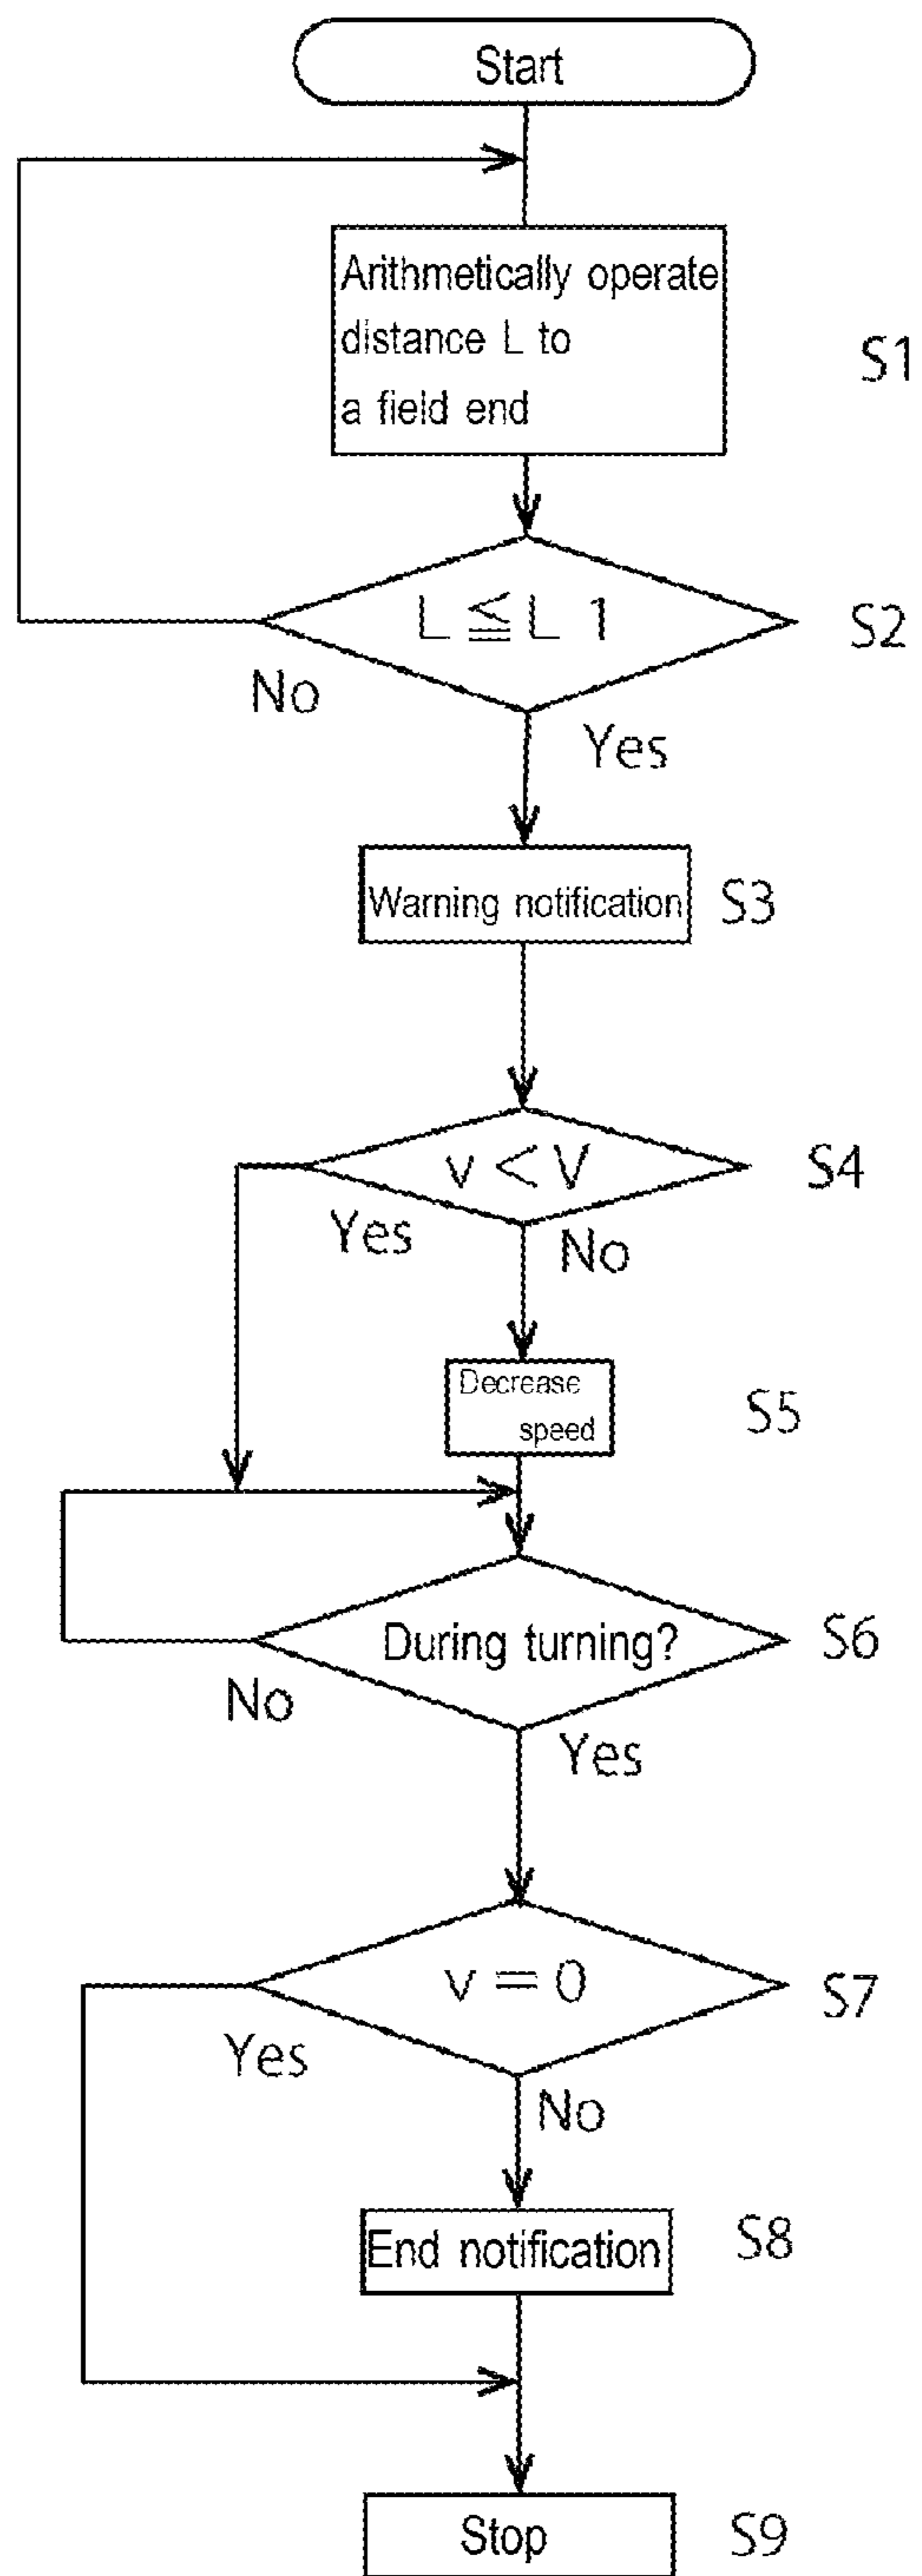 Start
Arithmetically operate
distance L to
a field end
S1
L ≦ L 1
S2
No
Yes
Warning notification
S3
v < V
S4
Yes
No
Decrease
speed
S5
During turning?
S6
No
Yes
v = 0
S7
Yes
No
End notification
S8
Stop
S9